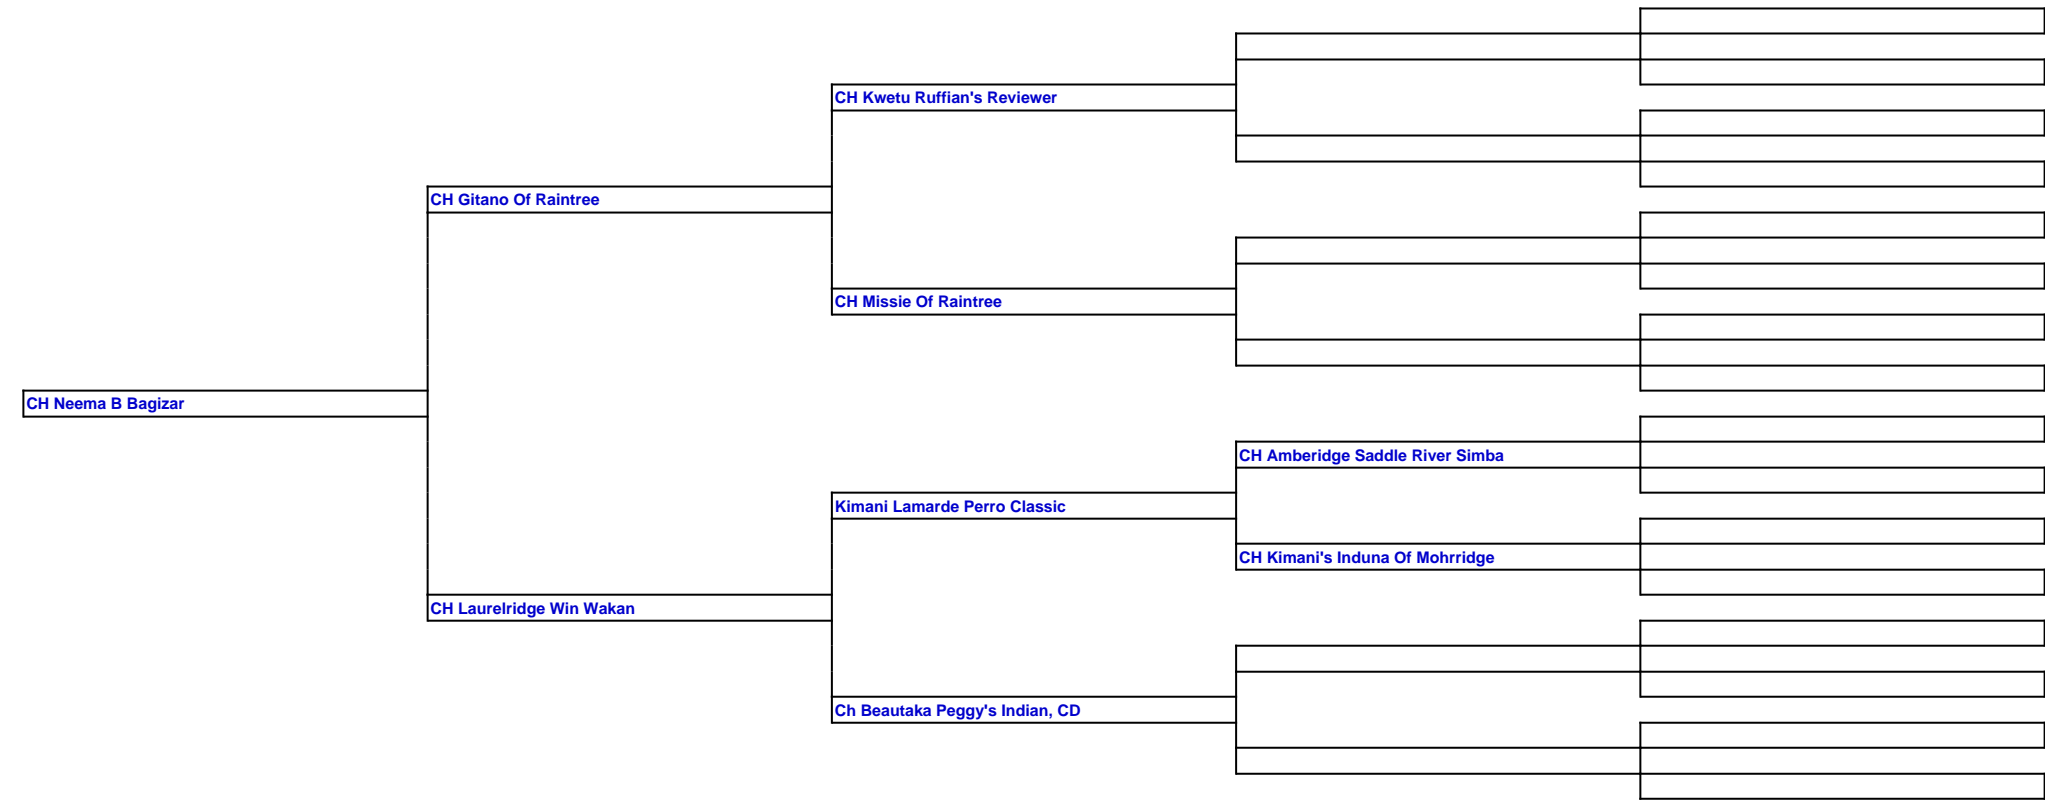 CH Kwetu Ruffian's Reviewer
CH Gitano Of Raintree
CH Missie Of Raintree
CH Neema B Bagizar
CH Amberidge Saddle River Simba
Kimani Lamarde Perro Classic
CH Kimani's Induna Of Mohrridge
CH Laurelridge Win Wakan
Ch Beautaka Peggy's Indian, CD